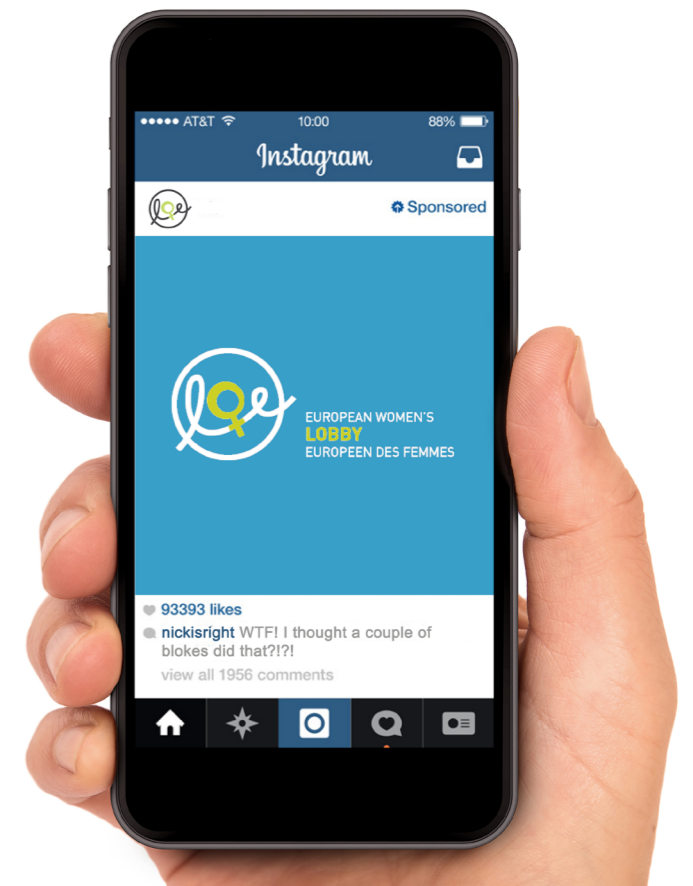 AT&T 10:00 88%
Instagram
Sponsored
EUROPEAN WOMEN'S
LOBBY
EUROPEEN DES FEMMES
93393 likes
nickisright WTF! I thought a couple of
blokes did that?!?!
view all 1956 comments